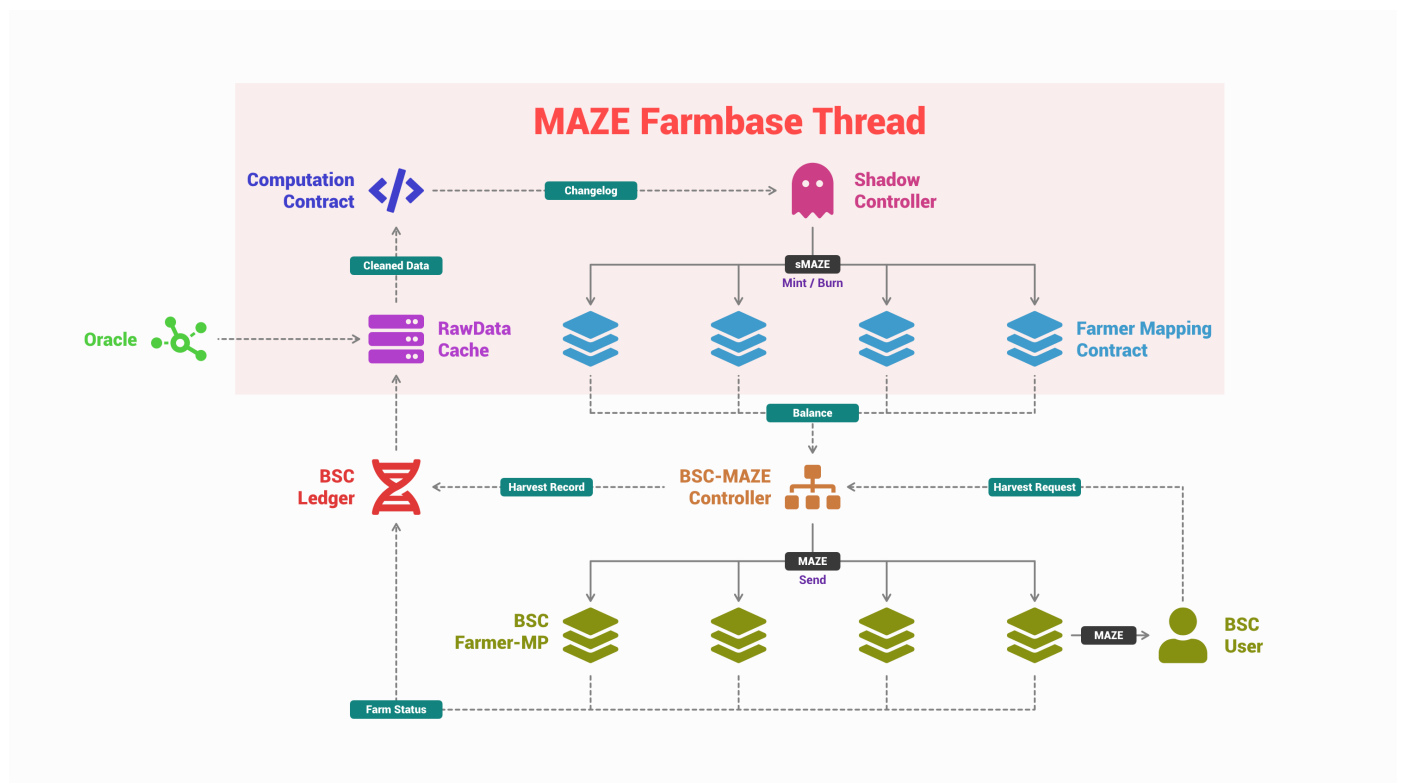 MAZE Farmbase Thread
Computation
Contract
Changelog
Shadow
Controller
Cleaned Data
sMAZE
Mint / Burn
Oracle
RawData
Cache
Farmer Mapping
Contract
Balance
BSC
Ledger
Harvest Record
BSC-MAZE
Controller
Harvest Request
MAZE
Send
BSC
Farmer-MP
MAZE
BSC
User
Farm Status